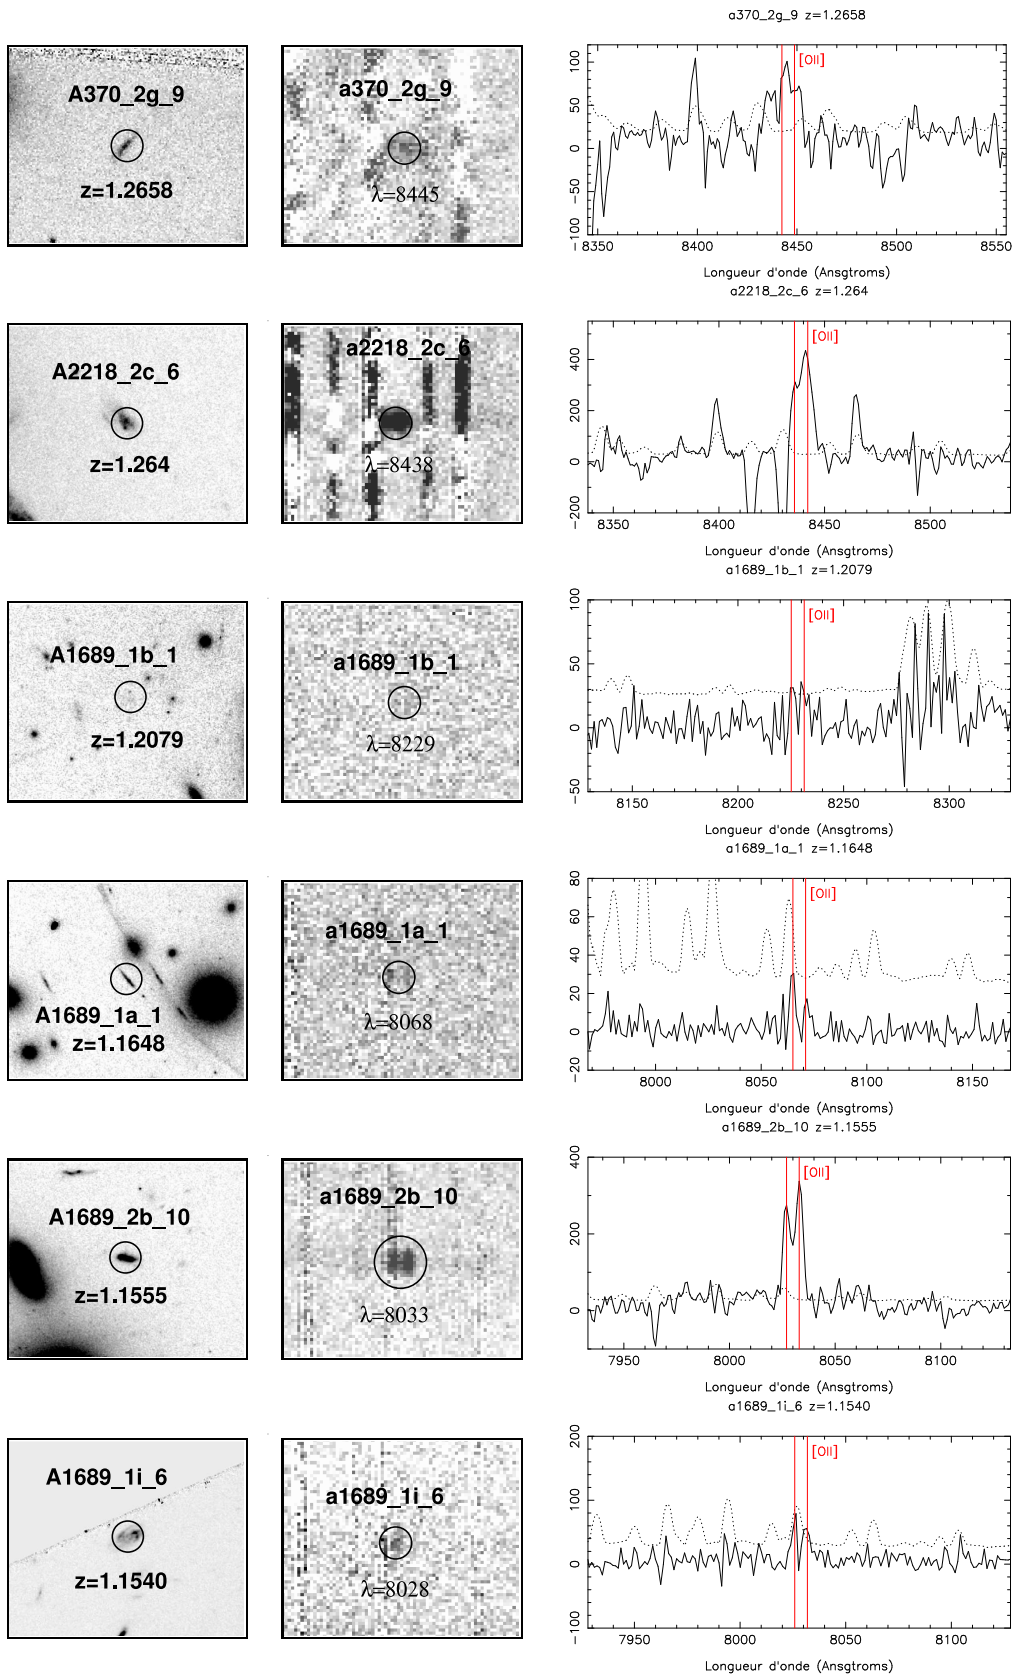 a370_2g_9 z=1.2658
A370_2g_9
z=1.2658
a370_2g_9
λ=8445
[OII]
100
50
0
−50
−100
8350 8400 8450 8500 8550
Longueur d'onde (Ansgtroms)
a2218_2c_6 z=1.264
A2218_2c_6
z=1.264
a2218_2c_6
λ=8438
[OII]
400
200
0
−200
8350 8400 8450 8500
Longueur d'onde (Ansgtroms)
a1689_1b_1 z=1.2079
A1689_1b_1
z=1.2079
a1689_1b_1
λ=8229
[OII]
100
50
0
−50
8150 8200 8250 8300
Longueur d'onde (Ansgtroms)
a1689_1a_1 z=1.1648
A1689_1a_1
z=1.1648
a1689_1a_1
λ=8068
[OII]
80
60
40
20
0
−20
8000 8050 8100 8150
Longueur d'onde (Ansgtroms)
a1689_2b_10 z=1.1555
A1689_2b_10
z=1.1555
a1689_2b_10
λ=8033
[OII]
400
200
0
7950 8000 8050 8100
Longueur d'onde (Ansgtroms)
a1689_1i_6 z=1.1540
A1689_1i_6
z=1.1540
a1689_1i_6
λ=8028
[OII]
200
100
0
−100
7950 8000 8050 8100
Longueur d'onde (Ansgtroms)